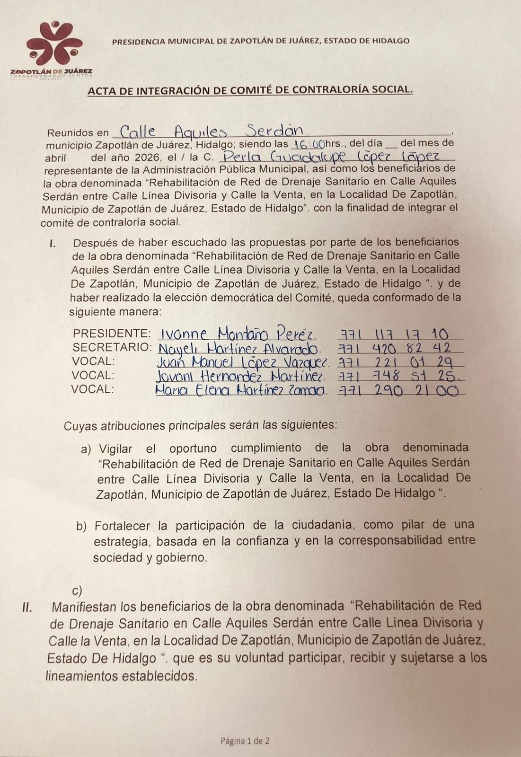 PRESIDENCIA MUNICIPAL DE ZAPOTLÁN DE JUÁREZ, ESTADO DE HIDALGO
ZAPOTLÁN DE JUÁREZ
ACTA DE INTEGRACIÓN DE COMITÉ DE CONTRALORÍA SOCIAL.
Reunidos en Calle Aquiles Serdán,
municipio Zapotlán de Juárez, Hidalgo; siendo las 16:00hrs., del día __ del mes de
abril del año 2026, el / la C. Perla Guadalupe López López
representante de la Administración Pública Municipal, así como los beneficiarios de
la obra denominada “Rehabilitación de Red de Drenaje Sanitario en Calle Aquiles
Serdán entre Calle Línea Divisoria y Calle la Venta, en la Localidad De Zapotlán,
Municipio de Zapotlán de Juárez, Estado de Hidalgo“. con la finalidad de integrar el
comité de contraloría social.
I. Después de haber escuchado las propuestas por parte de los beneficiarios
de la obra denominada “Rehabilitación de Red de Drenaje Sanitario en Calle
Aquiles Serdán entre Calle Línea Divisoria y Calle la Venta, en la Localidad
De Zapotlán, Municipio de Zapotlán de Juárez, Estado de Hidalgo “. y de
haber realizado la elección democrática del Comité, queda conformado de la
siguiente manera:
PRESIDENTE: Ivonne Montaño Peréz. 771 117 17 10
SECRETARIO: Nayeli Martínez Alvarado. 771 420 82 42
VOCAL: Juán Manuel López Vázquez. 771 221 01 29
VOCAL: Jovani Hernandez Martínez. 771 748 51 25.
VOCAL: María Elena Martínez 771 290 21 00
Cuyas atribuciones principales serán las siguientes:
a) Vigilar el oportuno cumplimiento de la obra denominada
“Rehabilitación de Red de Drenaje Sanitario en Calle Aquiles Serdán
entre Calle Línea Divisoria y Calle la Venta, en la Localidad De
Zapotlán, Municipio de Zapotlán de Juárez, Estado De Hidalgo “.
b) Fortalecer la participación de la ciudadanía, como pilar de una
estrategia, basada en la confianza y en la corresponsabilidad entre
sociedad y gobierno.
c)
II. Manifiestan los beneficiarios de la obra denominada “Rehabilitación de Red
de Drenaje Sanitario en Calle Aquiles Serdán entre Calle Línea Divisoria y
Calle la Venta, en la Localidad De Zapotlán, Municipio de Zapotlán de Juárez,
Estado De Hidalgo “. que es su voluntad participar, recibir y sujetarse a los
lineamientos establecidos.
Página 1 de 2